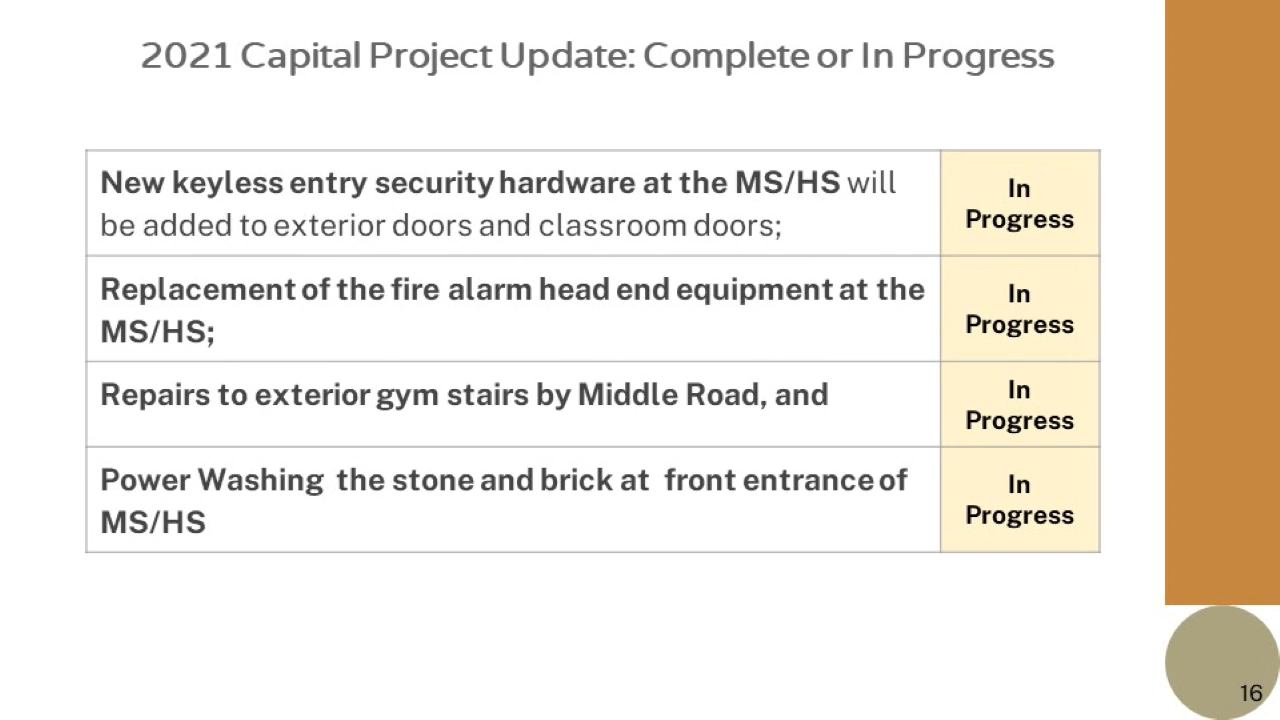 2021 Capital Project Update: Complete or In Progress
New keyless entry security hardware at the MS/HS will
be added to exterior doors and classroom doors;
In
Progress
Replacement of the fire alarm head end equipment at the
MS/HS;
In
Progress
Repairs to exterior gym stairs by Middle Road, and
In
Progress
Power Washing the stone and brick at front entrance of
MS/HS
In
Progress
16